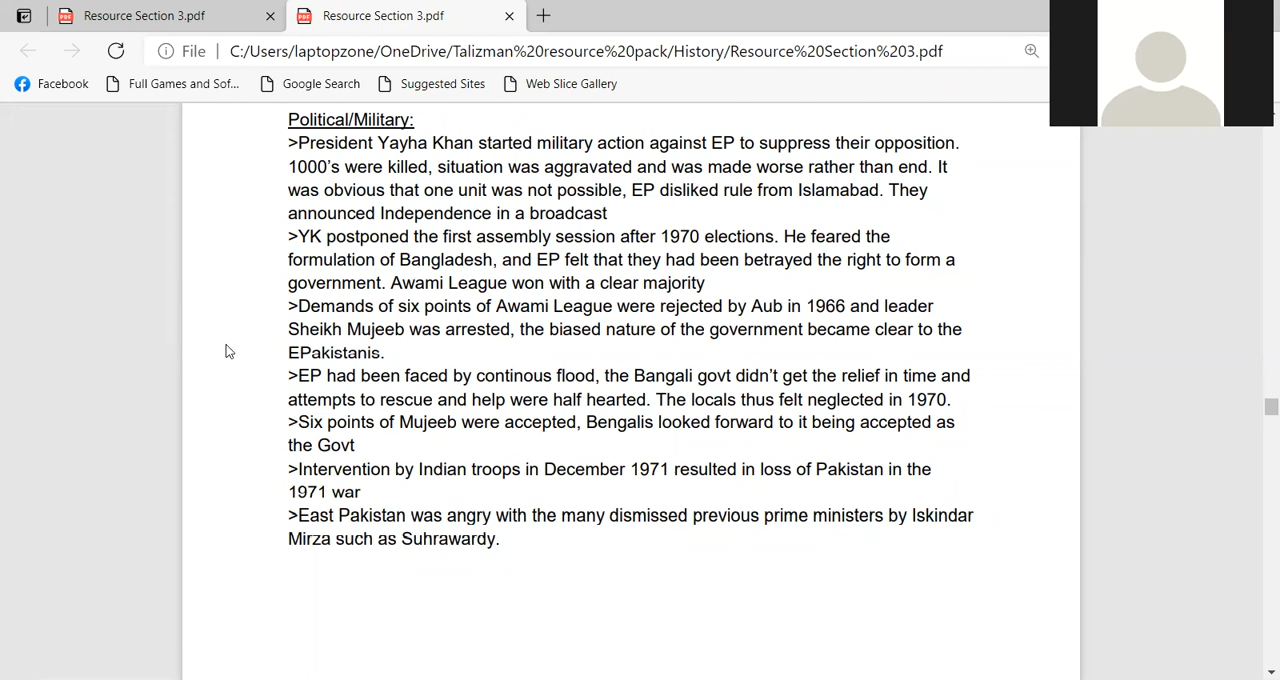 Resource Section 3.pdf
Resource Section 3.pdf
File
C:/Users/laptopzone/OneDrive/Talizman%20resource%20pack/History/Resource%20Section%203.pdf
Facebook
Full Games and Sof...
Google Search
Suggested Sites
Web Slice Gallery
Political/Military:
>President Yayha Khan started military action against EP to suppress their opposition.
1000's were killed, situation was aggravated and was made worse rather than end. It
was obvious that one unit was not possible, EP disliked rule from Islamabad. They
announced Independence in a broadcast
>YK postponed the first assembly session after 1970 elections. He feared the
formulation of Bangladesh, and EP felt that they had been betrayed the right to form a
government. Awami League won with a clear majority
>Demands of six points of Awami League were rejected by Aub in 1966 and leader
Sheikh Mujeeb was arrested, the biased nature of the government became clear to the
EPakistanis.
>EP had been faced by continous flood, the Bangali govt didn't get the relief in time and
attempts to rescue and help were half hearted. The locals thus felt neglected in 1970.
>Six points of Mujeeb were accepted, Bengalis looked forward to it being accepted as
the Govt
>Intervention by Indian troops in December 1971 resulted in loss of Pakistan in the
1971 war
>East Pakistan was angry with the many dismissed previous prime ministers by Iskindar
Mirza such as Suhrawardy.